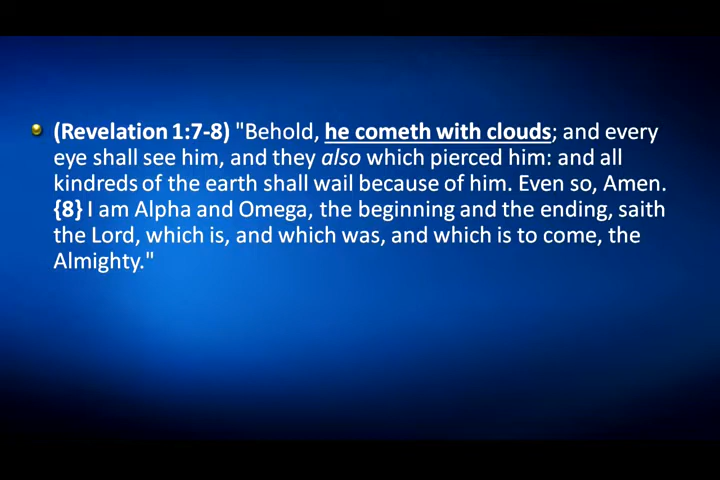 (Revelation 1:7-8) "Behold, he cometh with clouds; and every
eye shall see him, and they also which pierced him: and all
kindreds of the earth shall wail because of him. Even so, Amen.
{8} I am Alpha and Omega, the beginning and the ending, saith
the Lord, which is, and which was, and which is to come, the
Almighty."